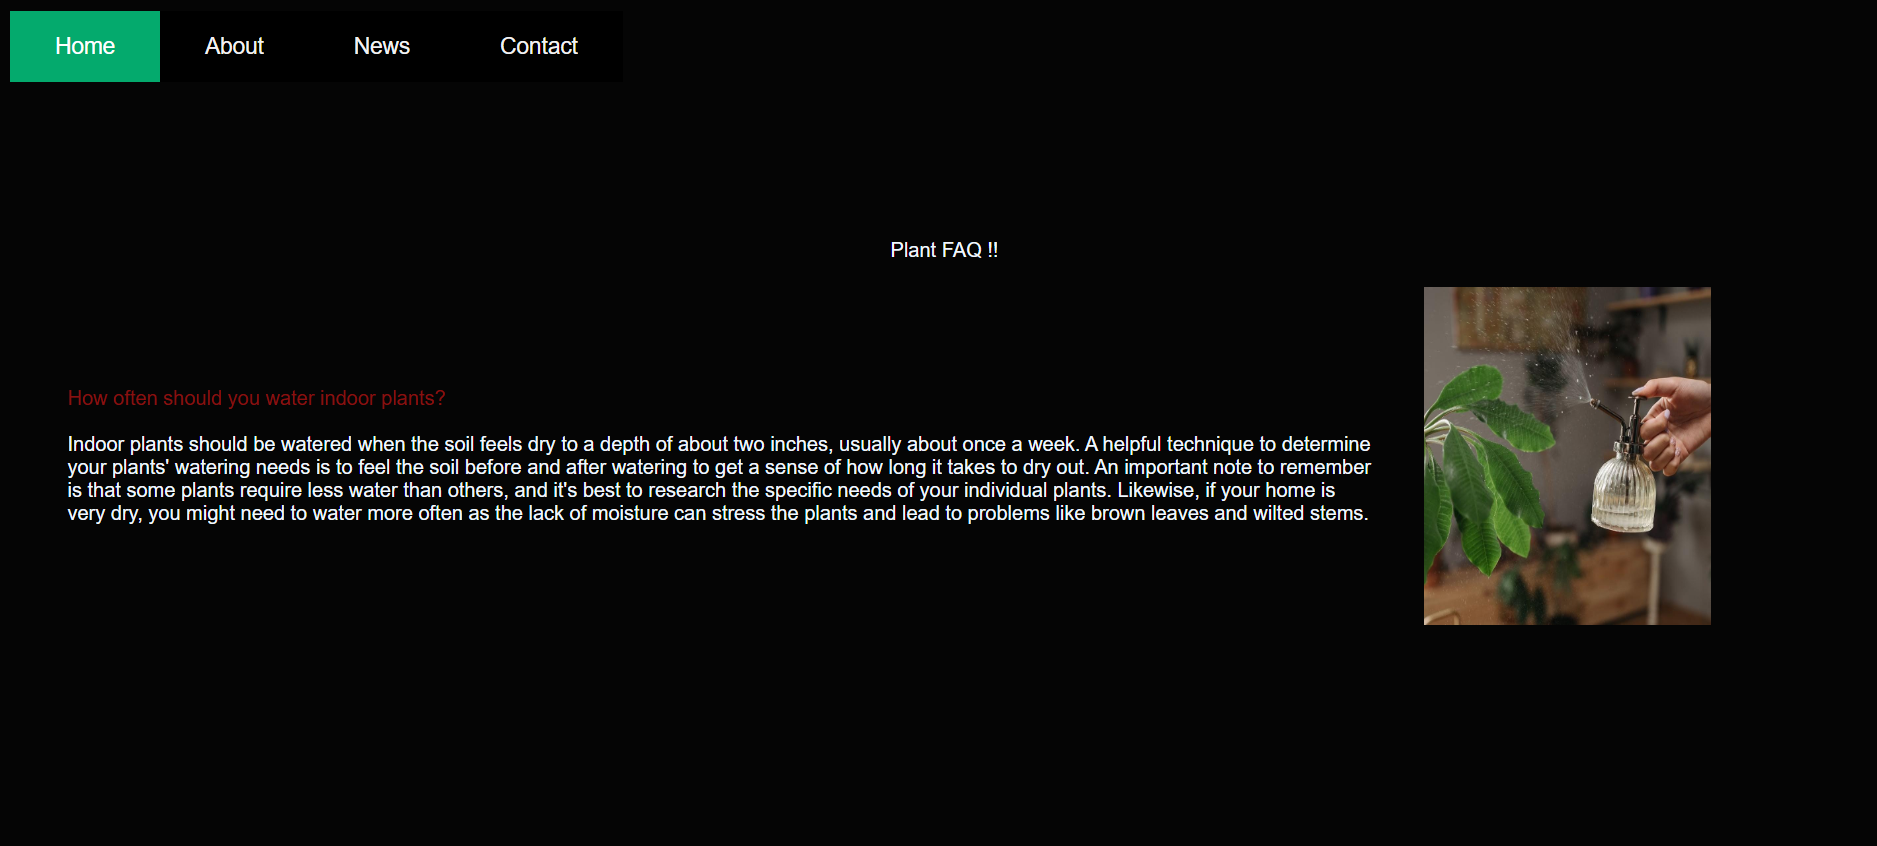 Home About News Contact
Plant FAQ !!
How often should you water indoor plants?
Indoor plants should be watered when the soil feels dry to a depth of about two inches, usually about once a week. A helpful technique to determine
your plants' watering needs is to feel the soil before and after watering to get a sense of how long it takes to dry out. An important note to remember
is that some plants require less water than others, and it's best to research the specific needs of your individual plants. Likewise, if your home is
very dry, you might need to water more often as the lack of moisture can stress the plants and lead to problems like brown leaves and wilted stems.